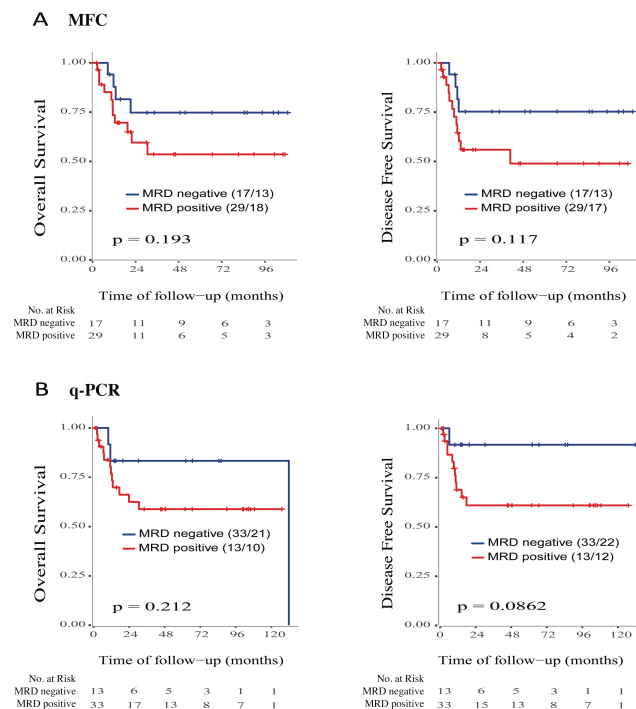 A MFC
1.00
0.75
0.50
0.25
0.00
Overall Survival
MRD negative (17/13)
MRD positive (29/18)
p = 0.193
0 24 48 72 96
Time of follow−up (months)
No. at Risk
MRD negative 17 11 9 6 3
MRD positive 29 11 6 5 3
1.00
0.75
0.50
0.25
0.00
Disease Free Survival
MRD negative (17/13)
MRD positive (29/17)
p = 0.117
0 24 48 72 96
Time of follow−up (months)
No. at Risk
MRD negative 17 11 9 6 3
MRD positive 29 8 5 4 2
B q-PCR
1.00
0.75
0.50
0.25
0.00
Overall Survival
MRD negative (33/21)
MRD positive (13/10)
p = 0.212
0 24 48 72 96 120
Time of follow−up (months)
No. at Risk
MRD negative 13 6 5 3 1 1
MRD positive 33 17 13 8 7 1
1.00
0.75
0.50
0.25
0.00
Disease Free Survival
MRD negative (33/22)
MRD positive (13/12)
p = 0.0862
0 24 48 72 96 120
Time of follow−up (months)
No. at Risk
MRD negative 13 6 5 3 1 1
MRD positive 33 15 13 8 7 1